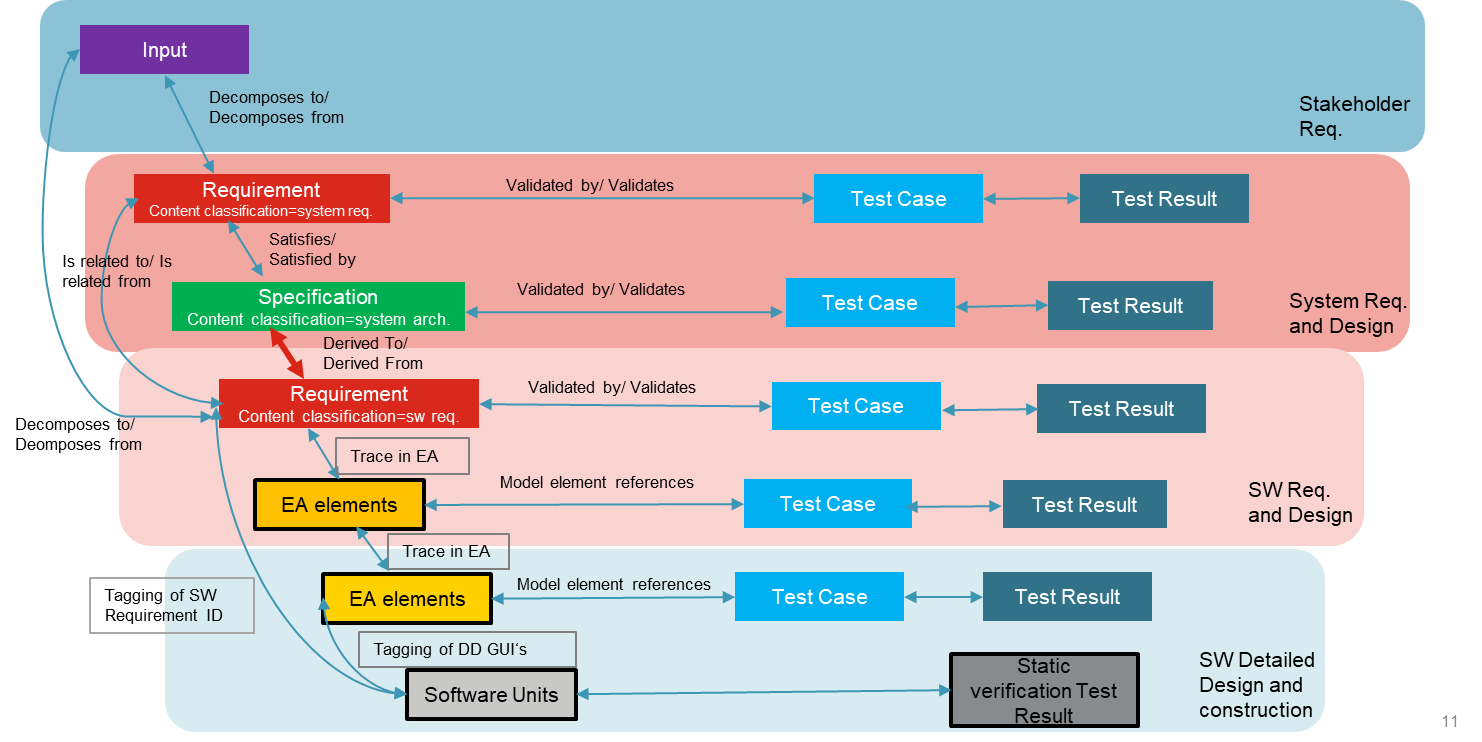 Input
Decomposes to/
Decomposes from
Stakeholder
Req.
Requirement
Content classification=system req.
Validated by/ Validates
Test Case
Test Result
Satisfies/
Satisfied by
Is related to/ Is
related from
Specification
Content classification=system arch.
Validated by/ Validates
Test Case
Test Result
System Req.
and Design
Derived To/
Derived From
Requirement
Content classification=sw req.
Validated by/ Validates
Test Case
Test Result
Decomposes to/
Deomposes from
Trace in EA
EA elements
Model element references
Test Case
Test Result
SW Req.
and Design
Trace in EA
Tagging of SW
Requirement ID
EA elements
Model element references
Test Case
Test Result
Tagging of DD GUI‘s
Software Units
Static
verification Test
Result
SW Detailed
Design and
construction
11